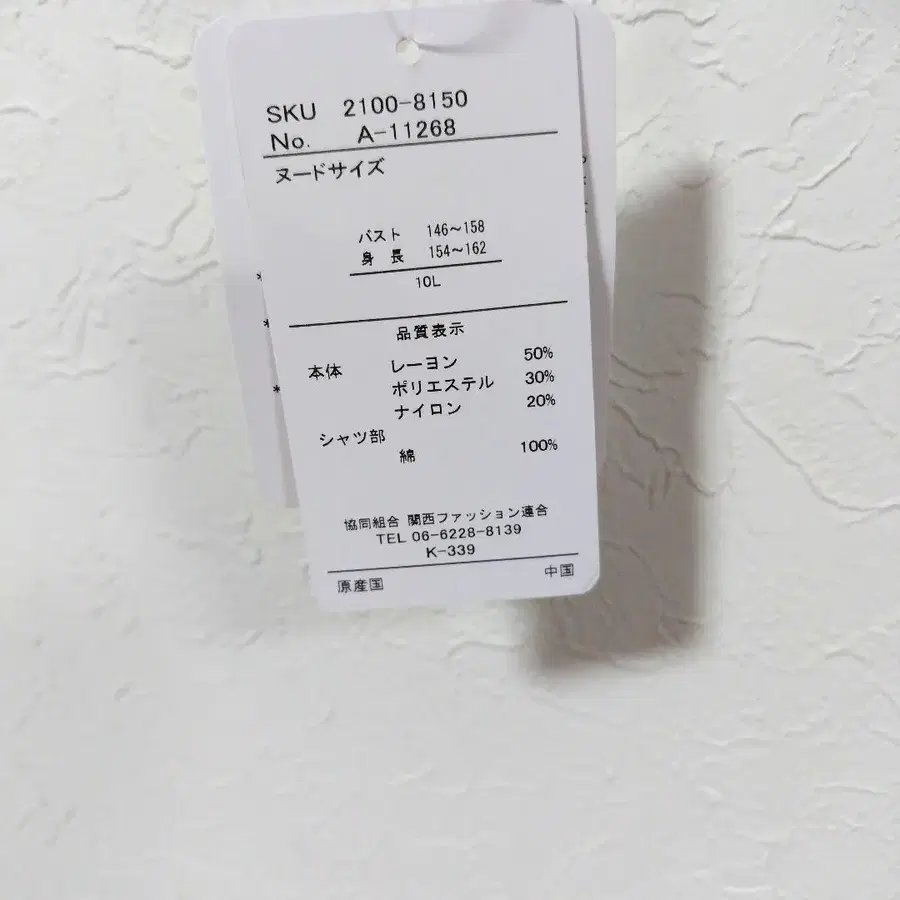 SKU 2100-8150
No. A-11268
ヌードサイズ
バスト 146～158
身長 154～162
10L
品質表示
本体 レーヨン 50%
ポリエステル 30%
ナイロン 20%
シャツ部
綿 100%
協同組合 関西ファッション連合
TEL 06-6228-8139
K-339
原産国 中国